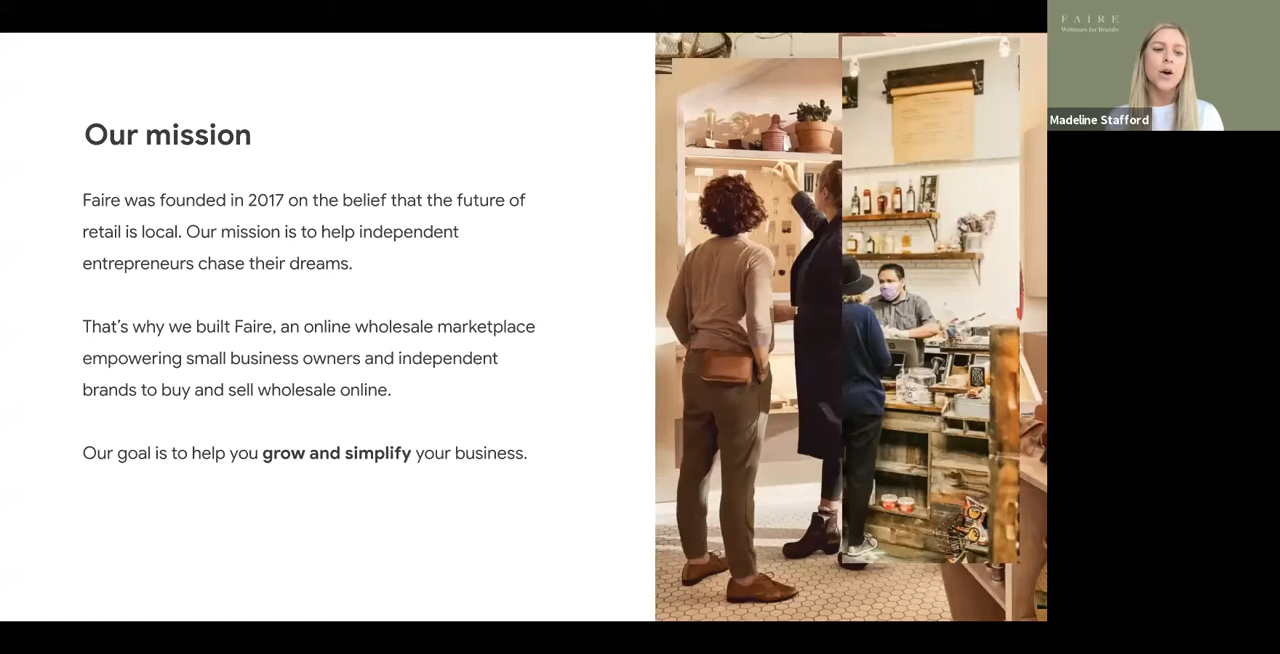 Our mission
Faire was founded in 2017 on the belief that the future of
retail is local. Our mission is to help independent
entrepreneurs chase their dreams.
That’s why we built Faire, an online wholesale marketplace
empowering small business owners and independent
brands to buy and sell wholesale online.
Our goal is to help you grow and simplify your business.
FAIRE
Webinars for Brands
Madeline Stafford